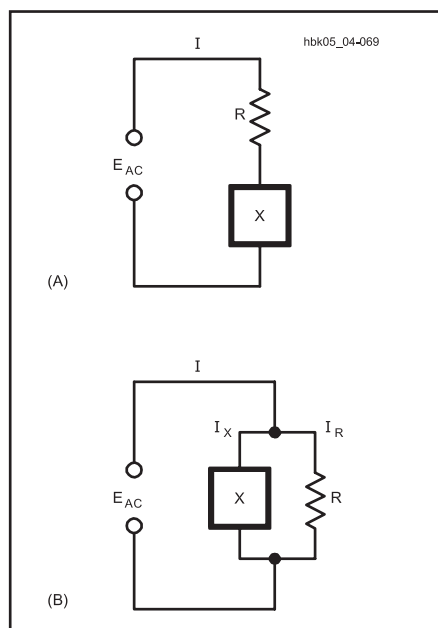 I
hbk05_04-069
R
E AC
X
(A)
I
I X
I R
E AC
X
R
(B)